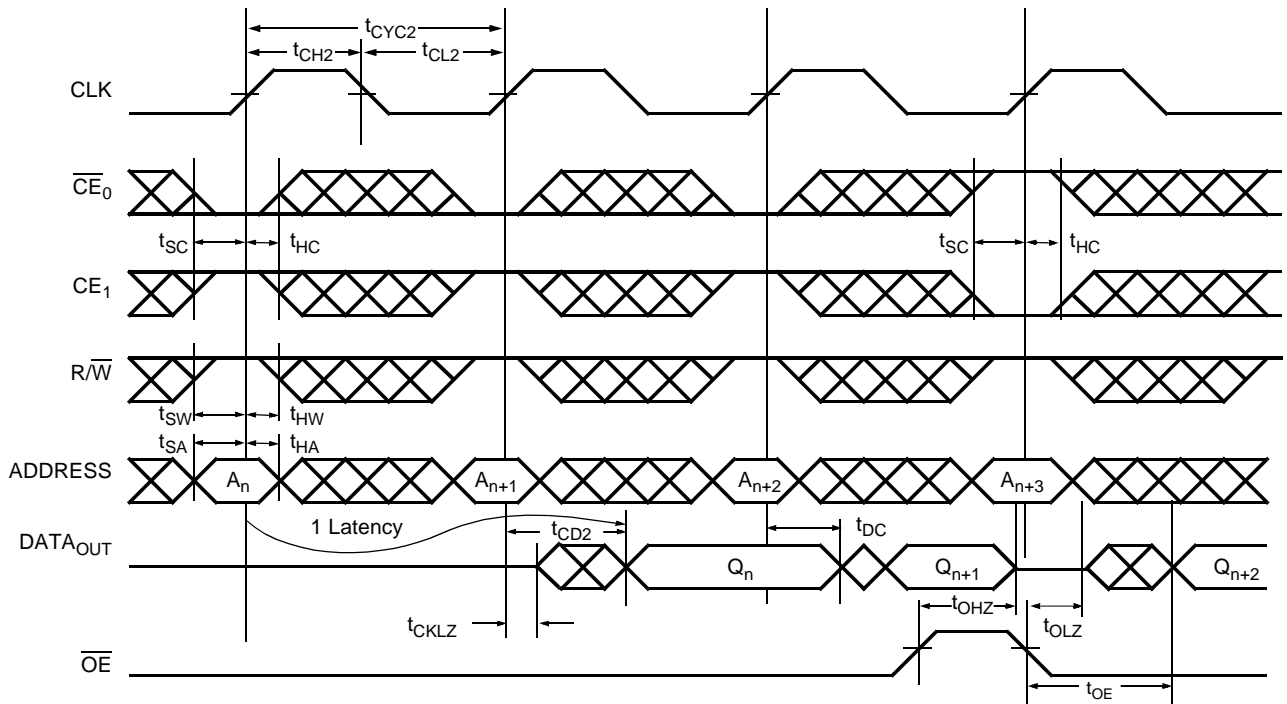 tCYC2
tCH2
tCL2
CLK
CE0
tSC
tHC
tSC
tHC
CE1
R/W
tSW
tHW
tSA
tHA
ADDRESS
An
An+1
An+2
An+3
1 Latency
tCD2
tDC
DATAOUT
Qn
Qn+1
Qn+2
tOHZ
tCKLZ
tOLZ
OE
tOE